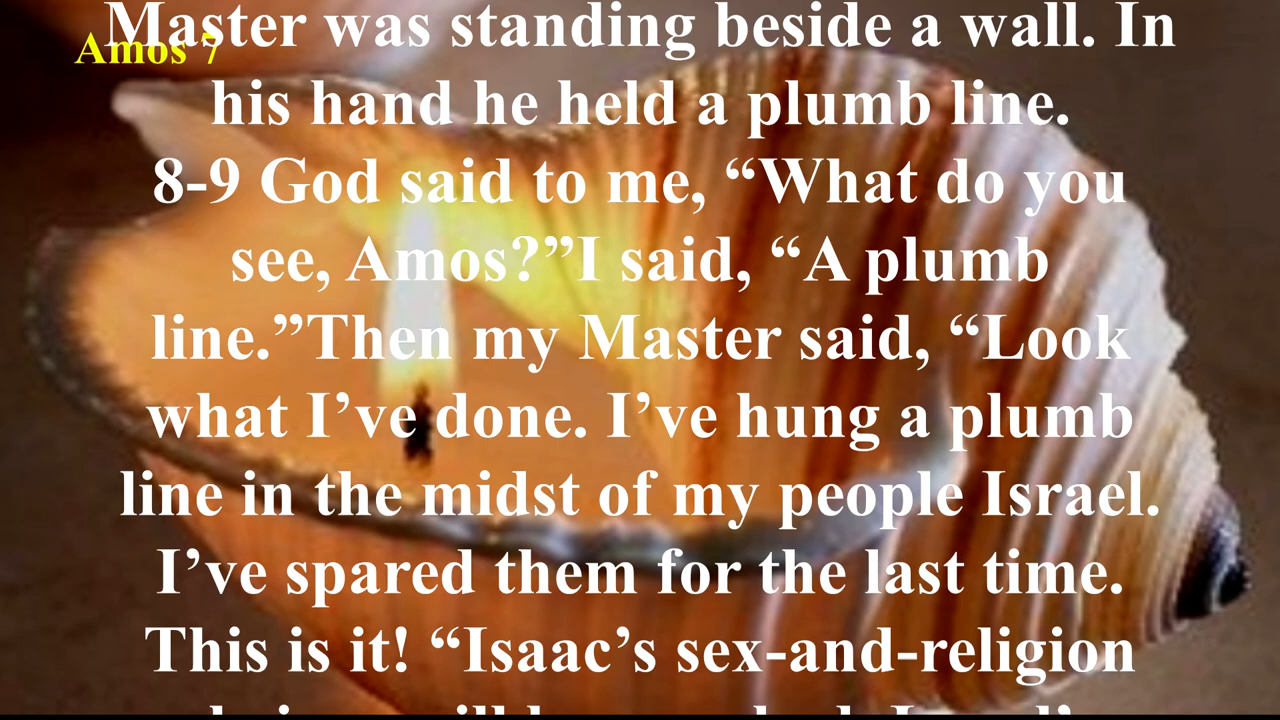 Master was standing beside a wall. In
Amos 7
his hand he held a plumb line.
8-9 God said to me, “What do you
see, Amos?”I said, “A plumb
line.”Then my Master said, “Look
what I’ve done. I’ve hung a plumb
line in the midst of my people Israel.
I’ve spared them for the last time.
This is it! “Isaac’s sex-and-religion